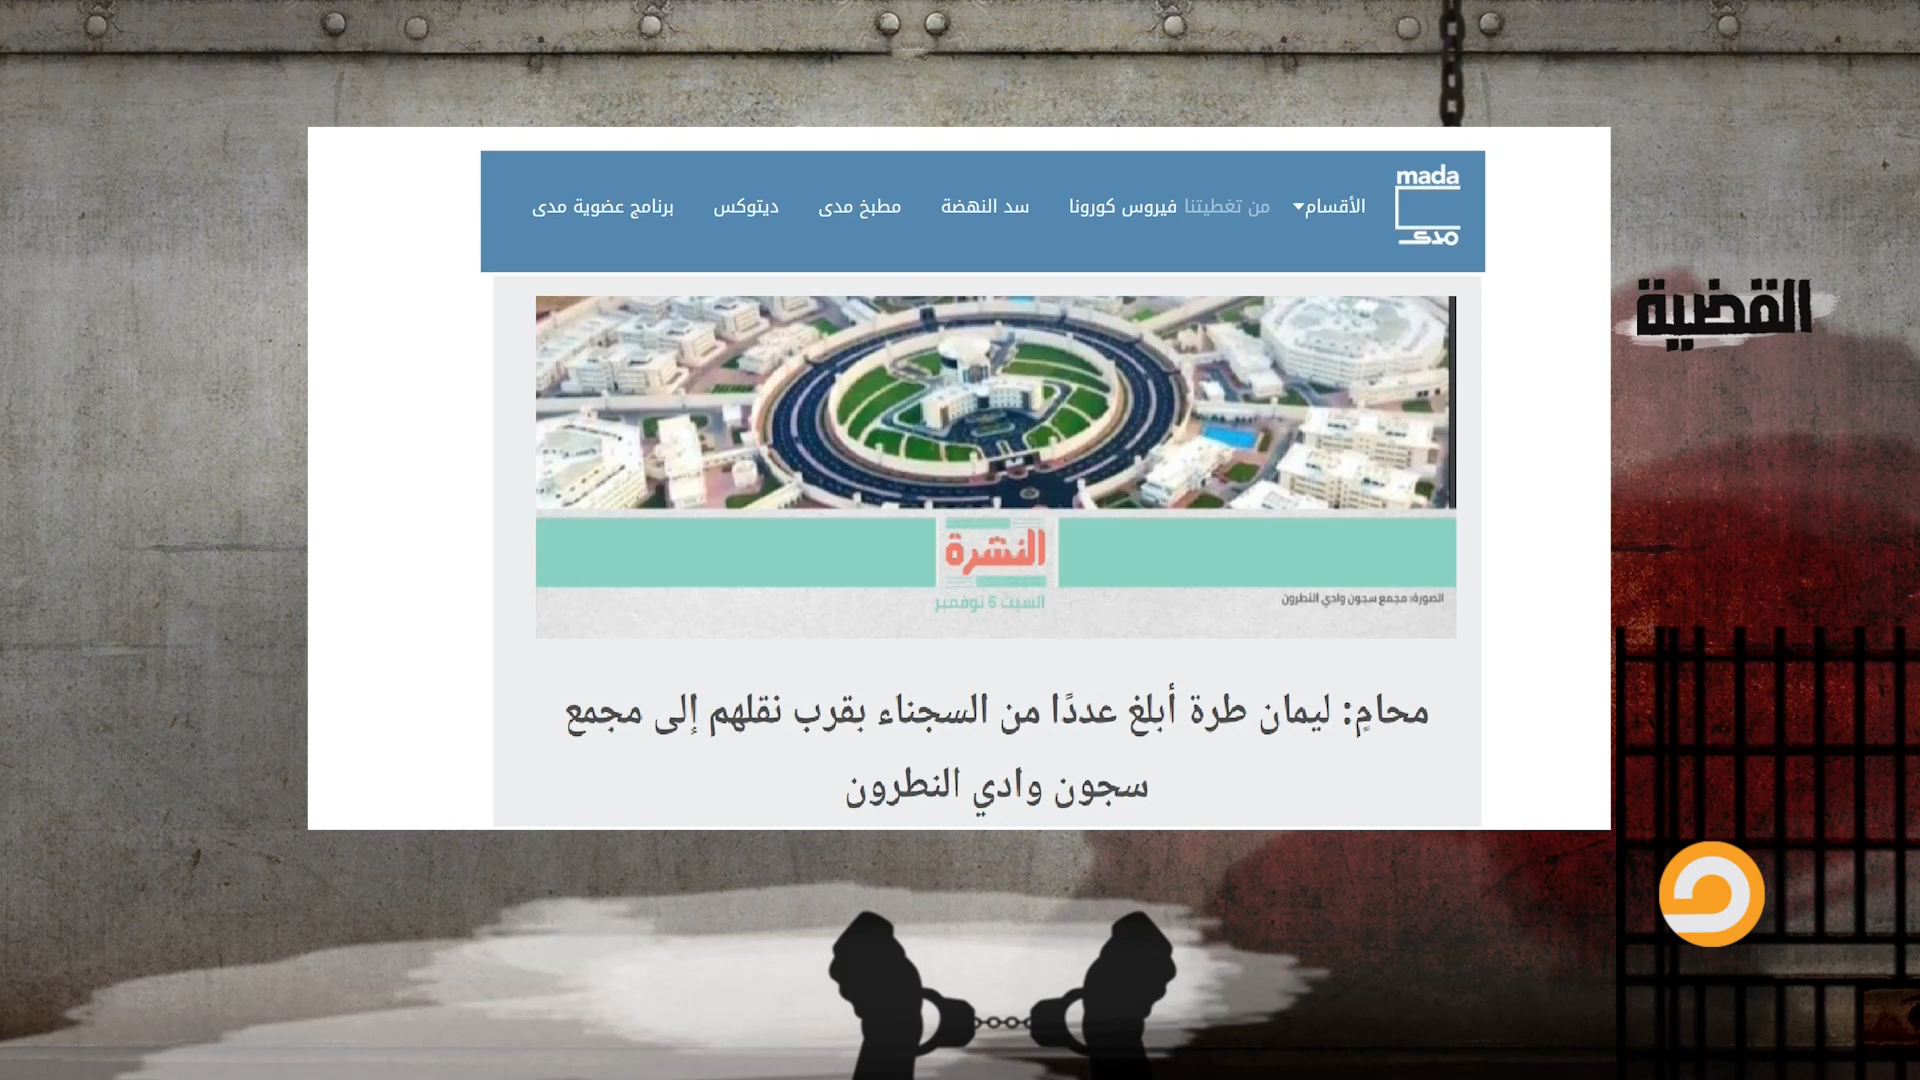 mada
مدى
الأقسام
من تغطيتنا فيروس كورونا سد النهضة مطبخ مدى ديتوكس برنامج عضوية مدى
القضية
النشرة
السبت 6 نوفمبر
الصورة: مجمع سجون وادي النطرون
محامٍ: ليمان طرة أبلغ عددًا من السجناء بقرب نقلهم إلى مجمع
سجون وادي النطرون